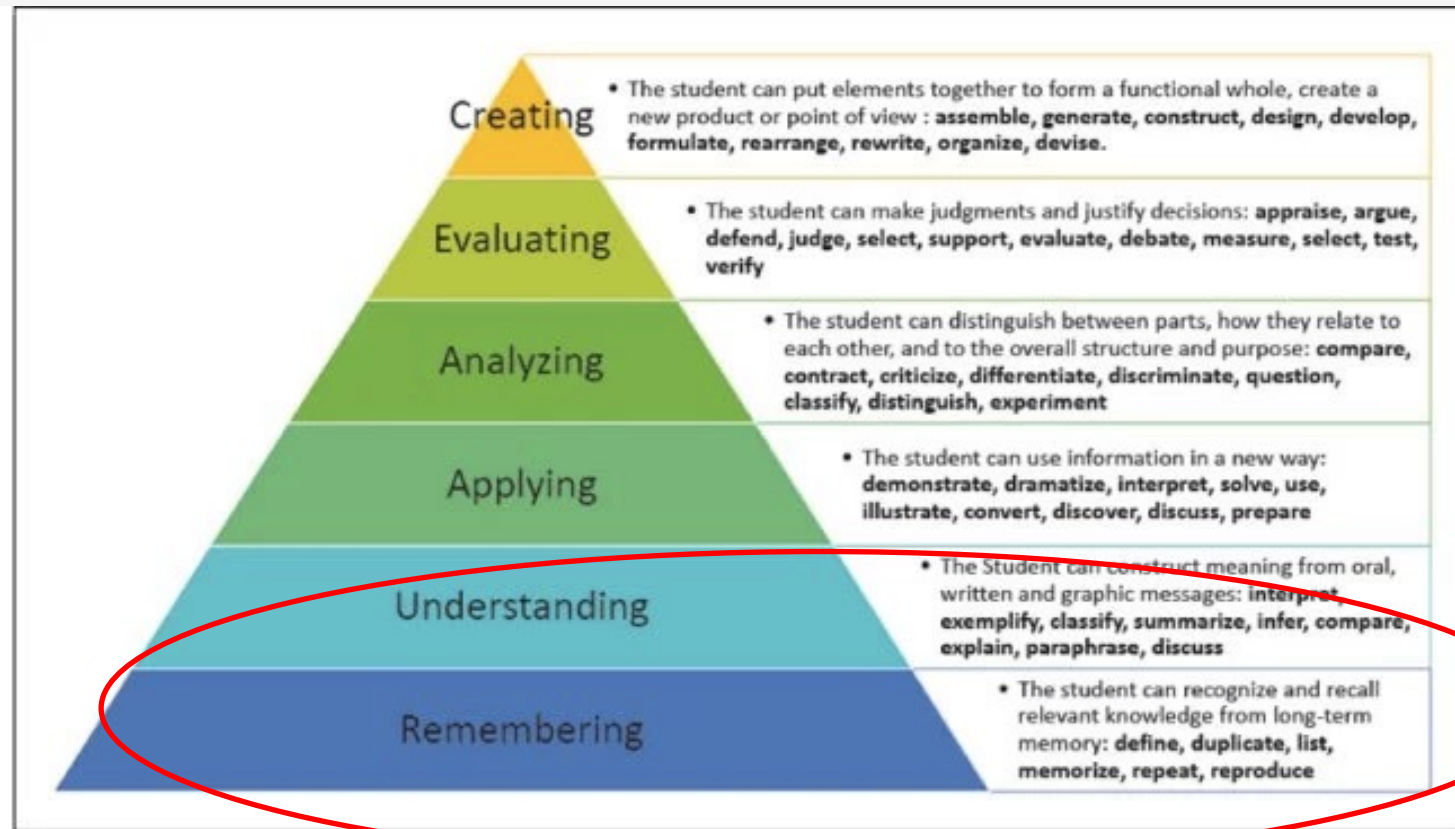 Creating
• The student can put elements together to form a functional whole, create a
new product or point of view : assemble, generate, construct, design, develop,
formulate, rearrange, rewrite, organize, devise.
Evaluating
• The student can make judgments and justify decisions: appraise, argue,
defend, judge, select, support, evaluate, debate, measure, select, test,
verify
Analyzing
• The student can distinguish between parts, how they relate to
each other, and to the overall structure and purpose: compare,
contract, criticize, differentiate, discriminate, question,
classify, distinguish, experiment
Applying
• The student can use information in a new way:
demonstrate, dramatize, interpret, solve, use,
illustrate, convert, discover, discuss, prepare
Understanding
• The Student can construct meaning from oral,
written and graphic messages: interpret,
exemplify, classify, summarize, infer, compare,
explain, paraphrase, discuss
Remembering
• The student can recognize and recall
relevant knowledge from long-term
memory: define, duplicate, list,
memorize, repeat, reproduce